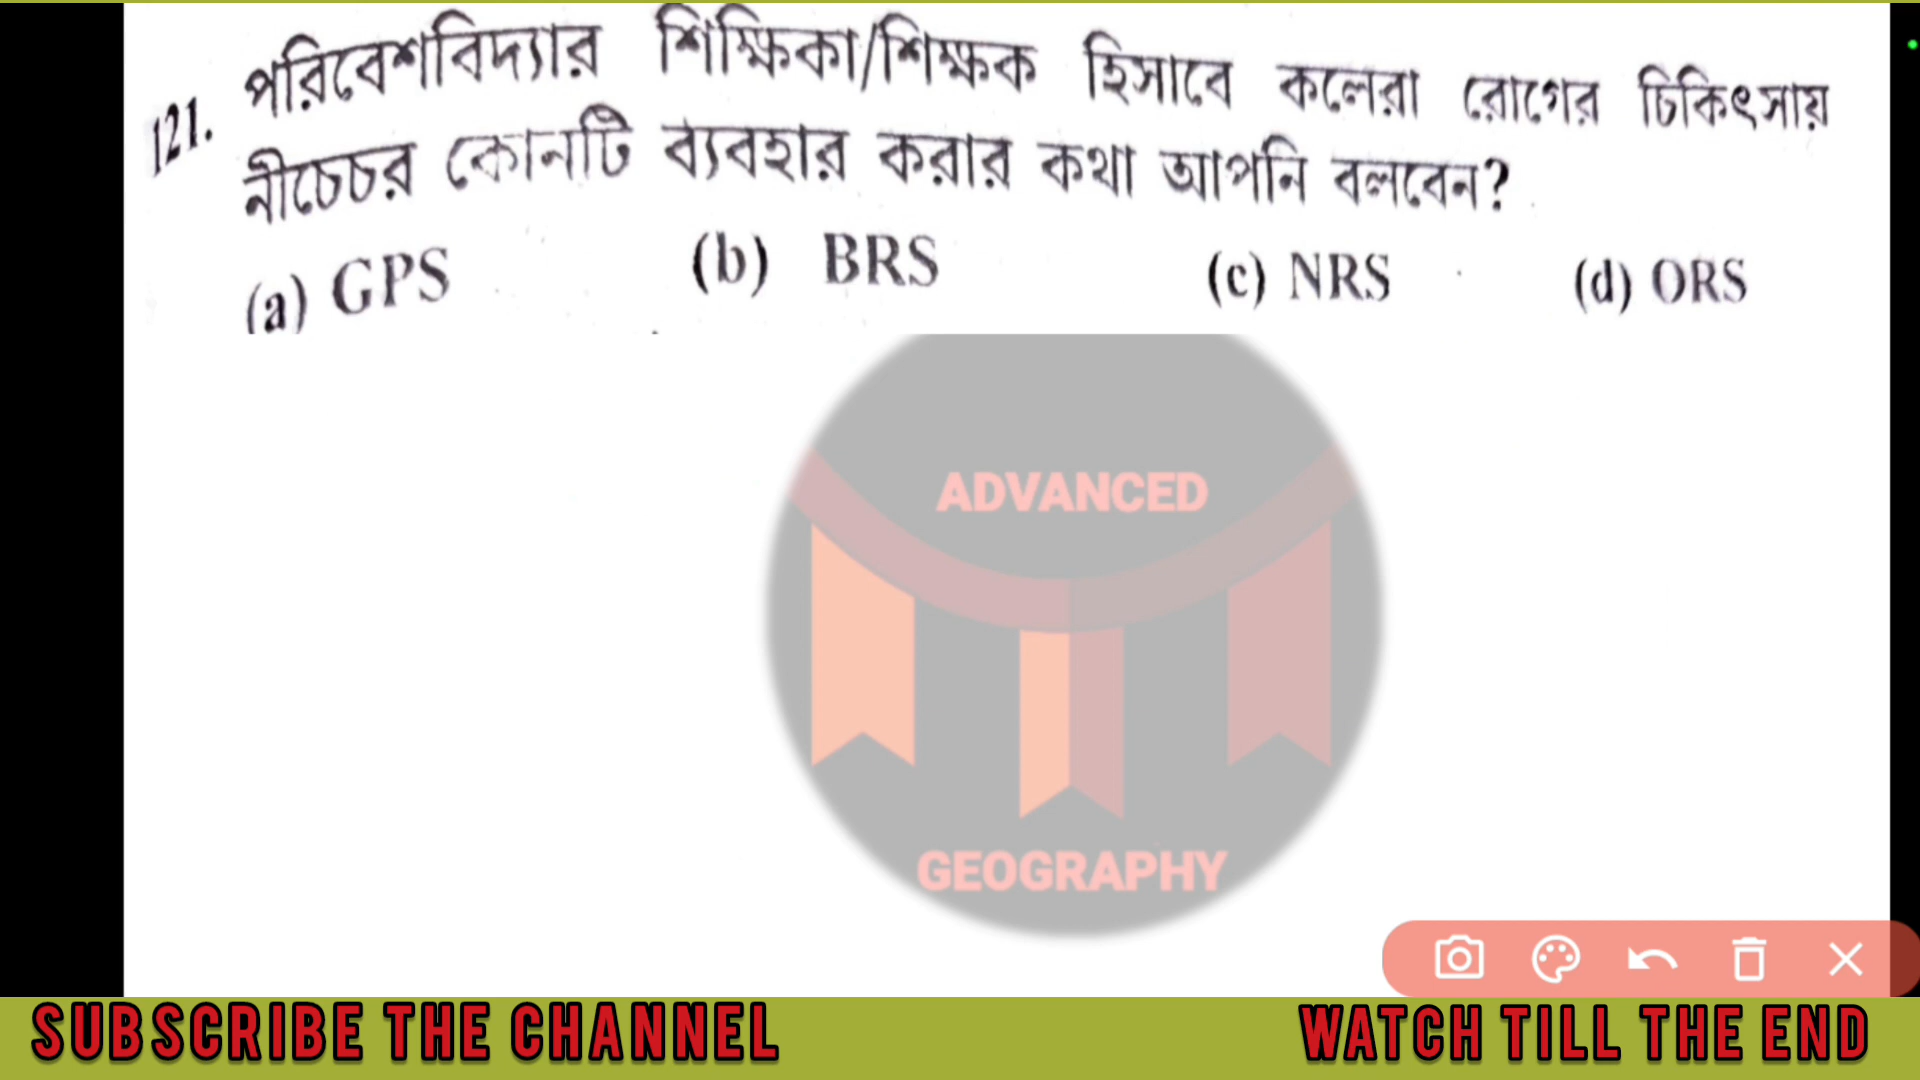 121. পরিবেশবিদ্যার শিক্ষিকা/শিক্ষক হিসাবে কলেরা রোগের চিকিৎসায়
নীচেচর কোনটি ব্যবহার করার কথা আপনি বলবেন?
(a) GPS (b) BRS (c) NRS (d) ORS
ADVANCED
GEOGRAPHY
SUBSCRIBE THE CHANNEL WATCH TILL THE END